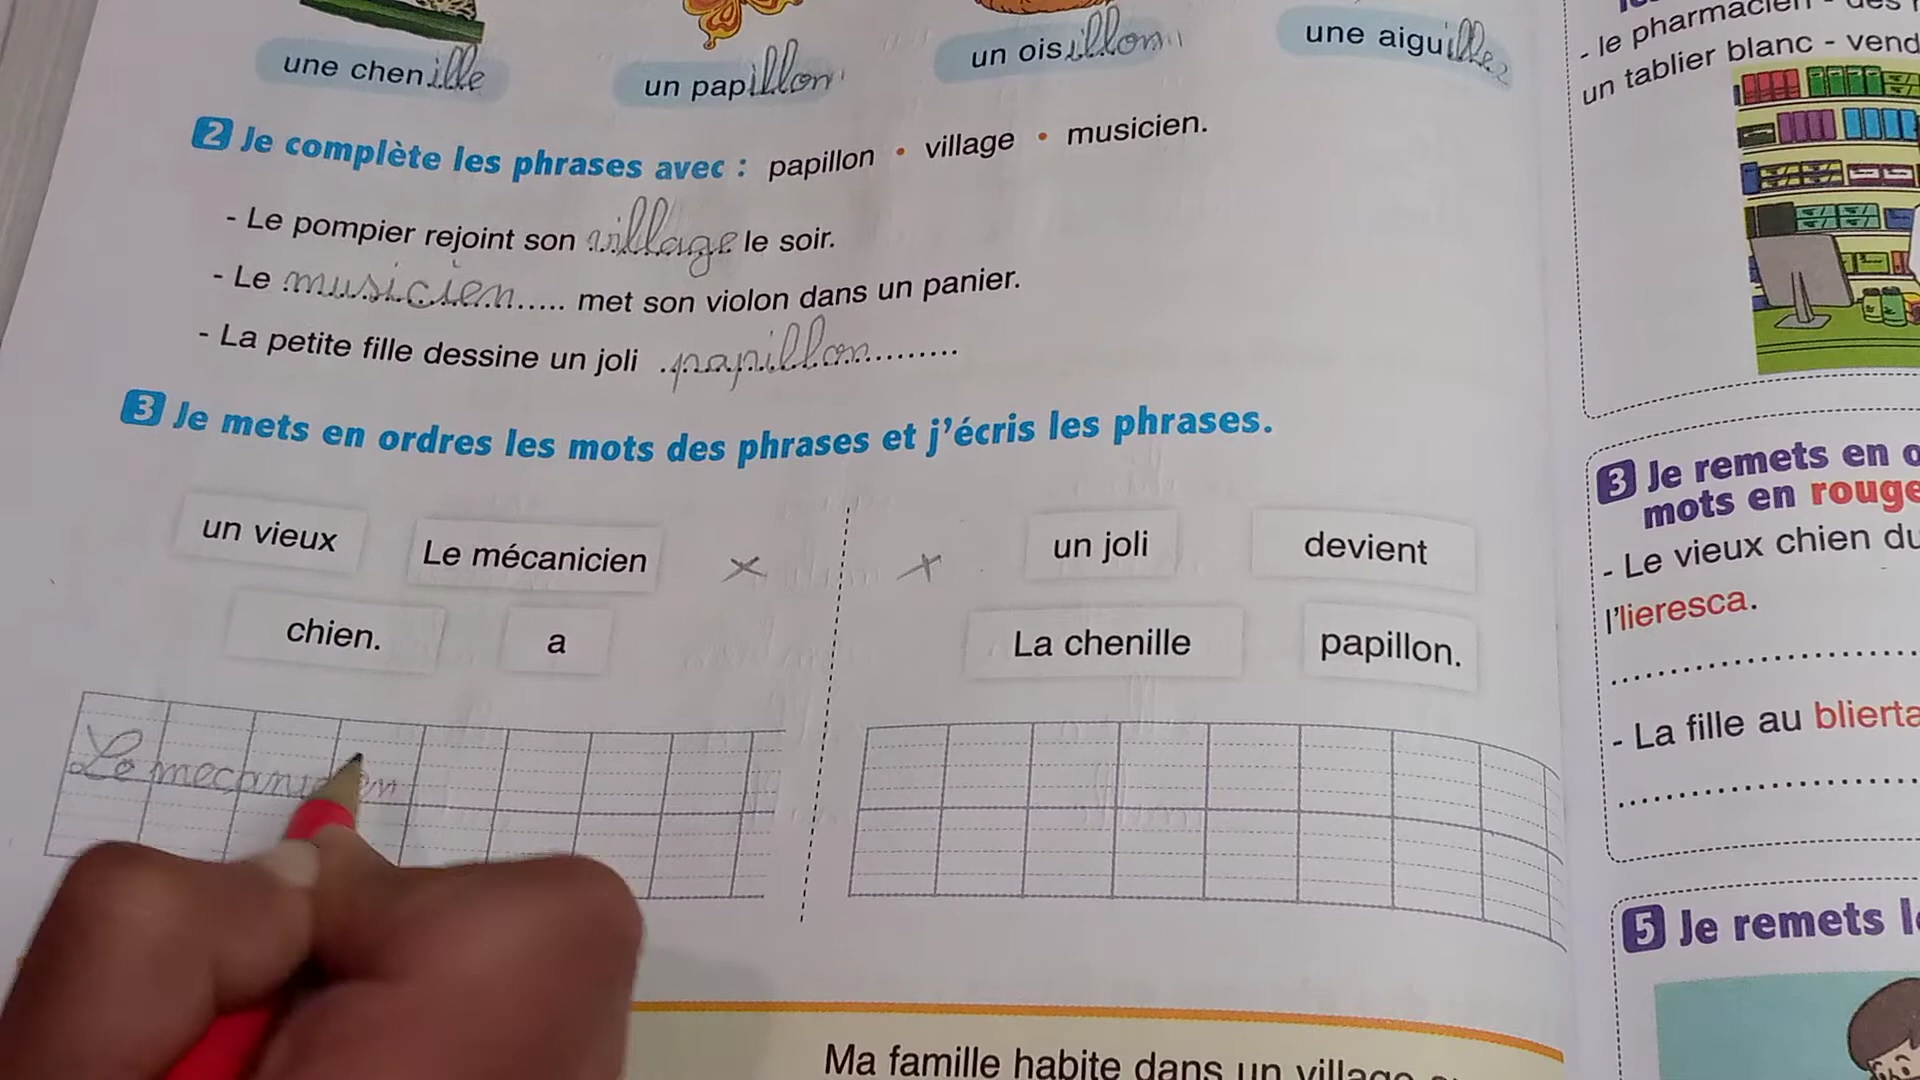 une chenille
un papillon
un oisillon
une aiguille
2 Je complète les phrases avec : papillon • village • musicien.
- Le pompier rejoint son village le soir.
- Le musicien..... met son violon dans un panier.
- La petite fille dessine un joli papillon..........
3 Je mets en ordres les mots des phrases et j'écris les phrases.
un vieux
Le mécanicien
chien.
a
un joli
devient
La chenille
papillon.
Le mecanicien
Ma famille habite dans un village
- le pharmacien - des
un tablier blanc - vend
3 Je remets en o
mots en rouge
- Le vieux chien du
l'lieresca.
- La fille au blierta
5 Je remets l